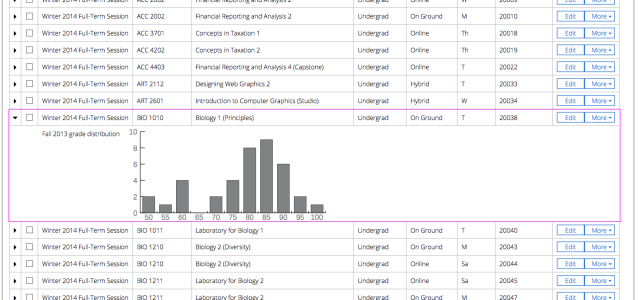 Winter 2014 Full-Term Session ACC 2002 Financial Reporting and Analysis 2 Undergrad Online W 20009 Edit More
Winter 2014 Full-Term Session ACC 2002 Financial Reporting and Analysis 2 Undergrad On Ground M 20010 Edit More
Winter 2014 Full-Term Session ACC 3701 Concepts in Taxation 1 Undergrad Online Th 20018 Edit More
Winter 2014 Full-Term Session ACC 4202 Concepts in Taxation 2 Undergrad Online Th 20019 Edit More
Winter 2014 Full-Term Session ACC 4403 Financial Reporting and Analysis 4 (Capstone) Undergrad Online T 20022 Edit More
Winter 2014 Full-Term Session ART 2112 Designing Web Graphics 2 Undergrad Hybrid T 20033 Edit More
Winter 2014 Full-Term Session ART 2601 Introduction to Computer Graphics (Studio) Undergrad Hybrid W 20034 Edit More
Winter 2014 Full-Term Session BIO 1010 Biology 1 (Principles) Undergrad On Ground T 20038 Edit More
Fall 2013 grade distribution
10
8
6
4
2
0
50 55 60 65 70 75 80 85 90 95 100
Winter 2014 Full-Term Session BIO 1011 Laboratory for Biology 1 Undergrad On Ground T 20040 Edit More
Winter 2014 Full-Term Session BIO 1210 Biology 2 (Diversity) Undergrad On Ground M 20043 Edit More
Winter 2014 Full-Term Session BIO 1210 Biology 2 (Diversity) Undergrad Online Sa 20044 Edit More
Winter 2014 Full-Term Session BIO 1211 Laboratory for Biology 2 Undergrad Online Sa 20045 Edit More
Winter 2014 Full-Term Session BIO 1211 Laboratory for Biology 2 Undergrad On Ground M 20047 Edit More